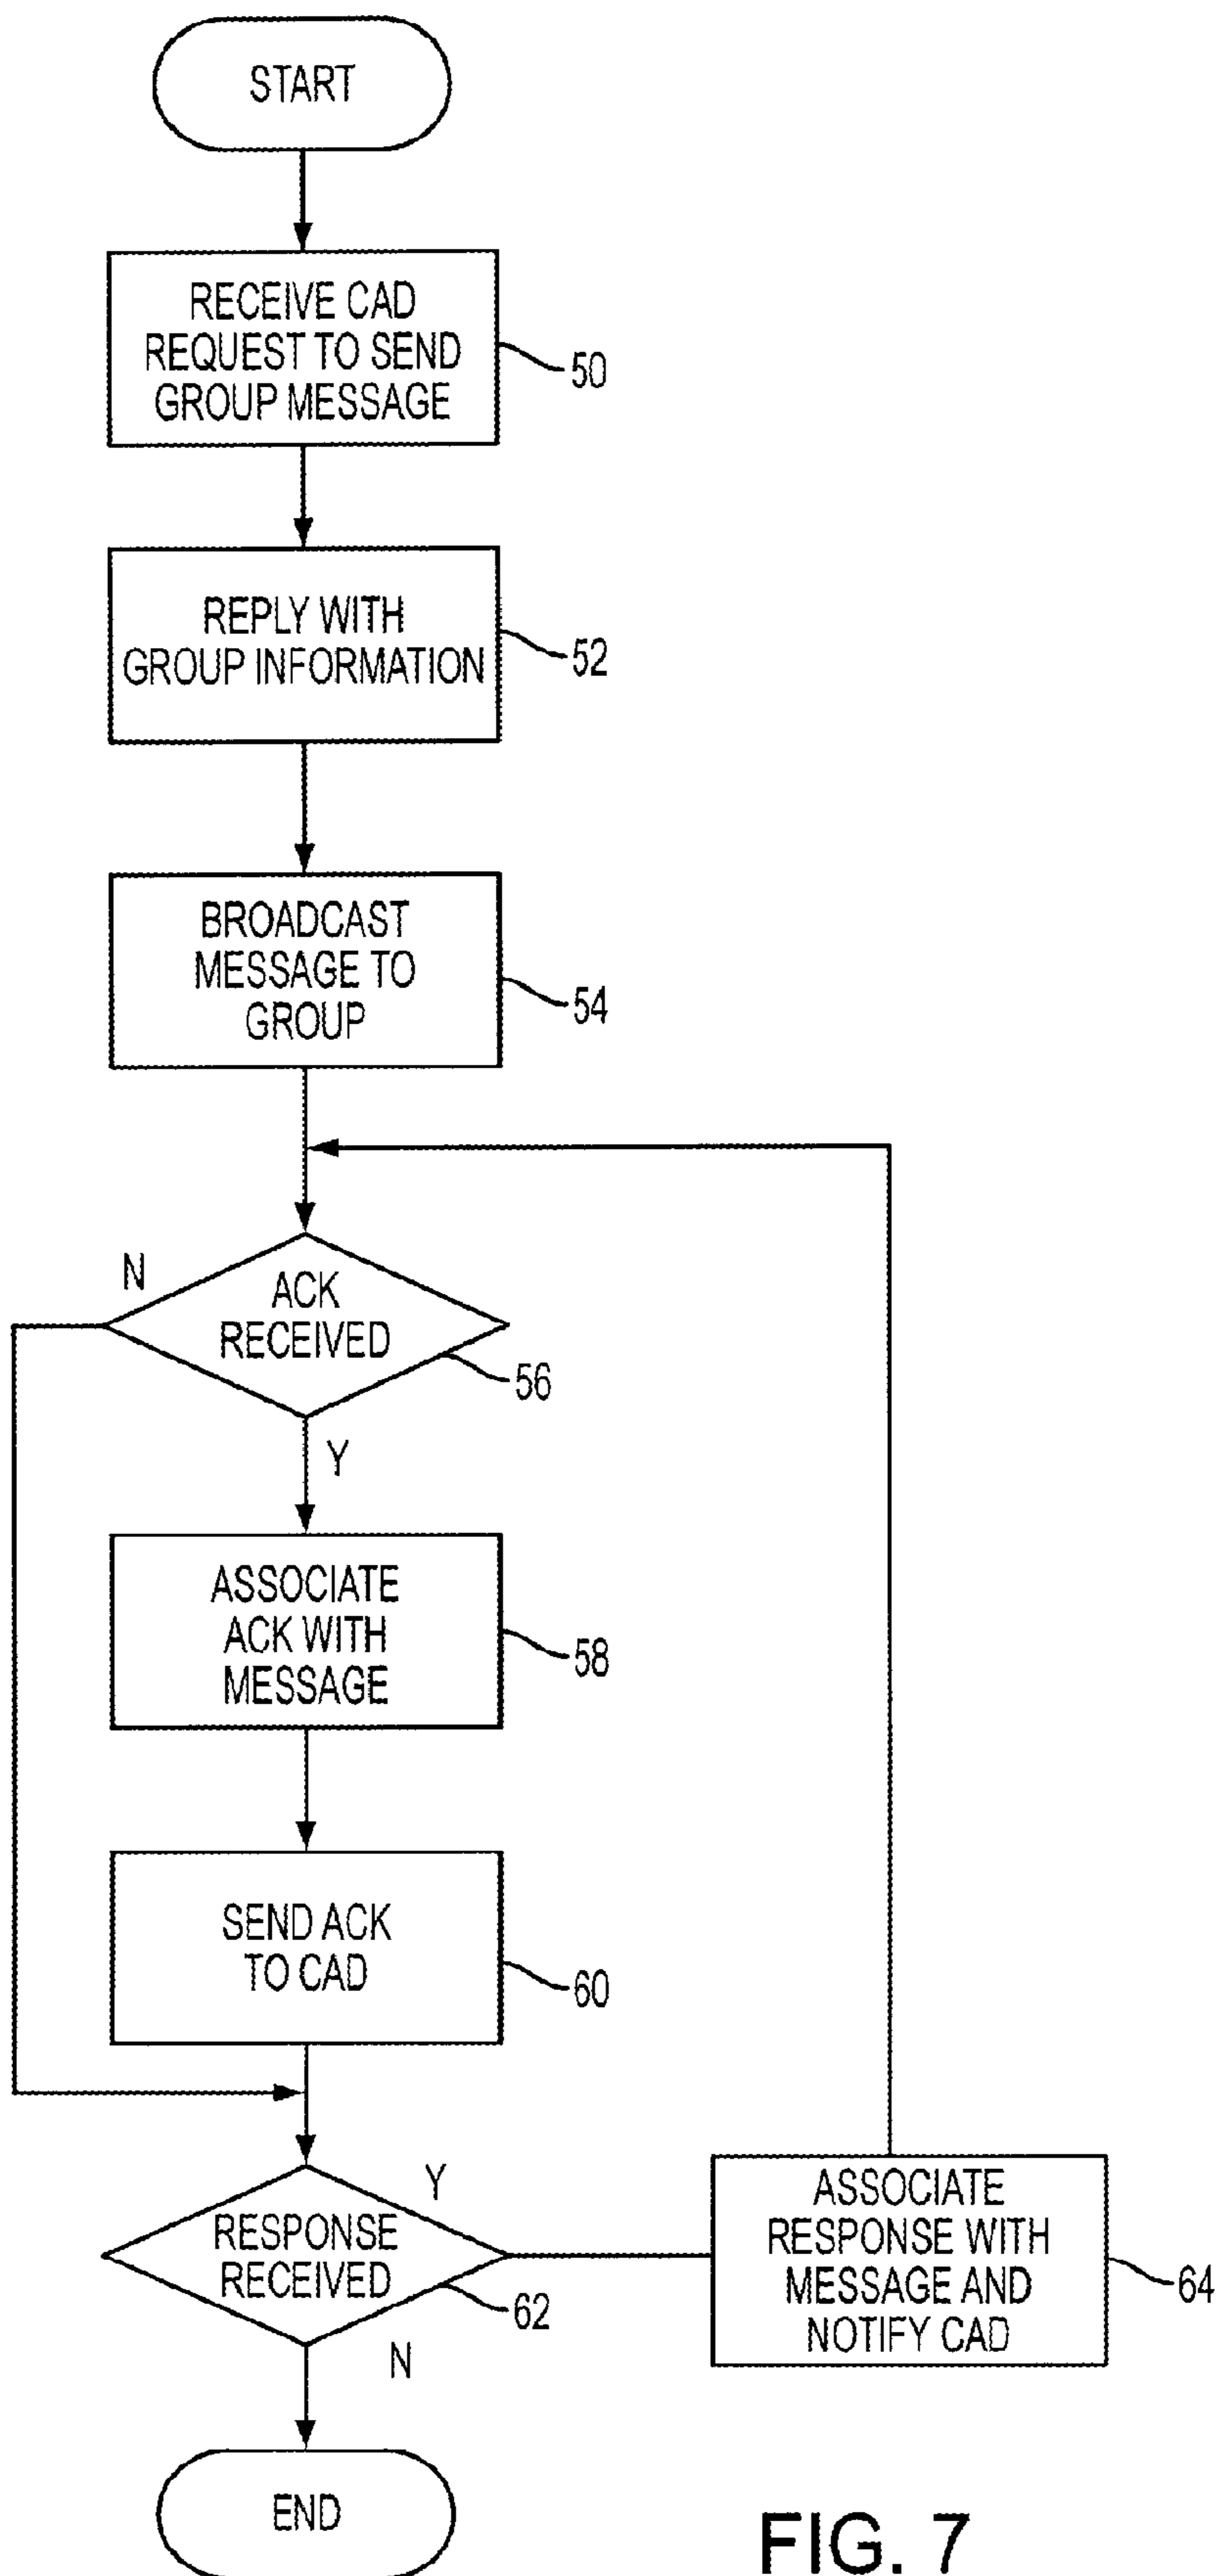 START
RECEIVE CAD
REQUEST TO SEND
GROUP MESSAGE
50
REPLY WITH
GROUP INFORMATION
52
BROADCAST
MESSAGE TO
GROUP
54
N
ACK
RECEIVED
56
Y
ASSOCIATE
ACK WITH
MESSAGE
58
SEND ACK
TO CAD
60
Y
RESPONSE
RECEIVED
62
N
ASSOCIATE
RESPONSE WITH
MESSAGE AND
NOTIFY CAD
64
END
FIG. 7